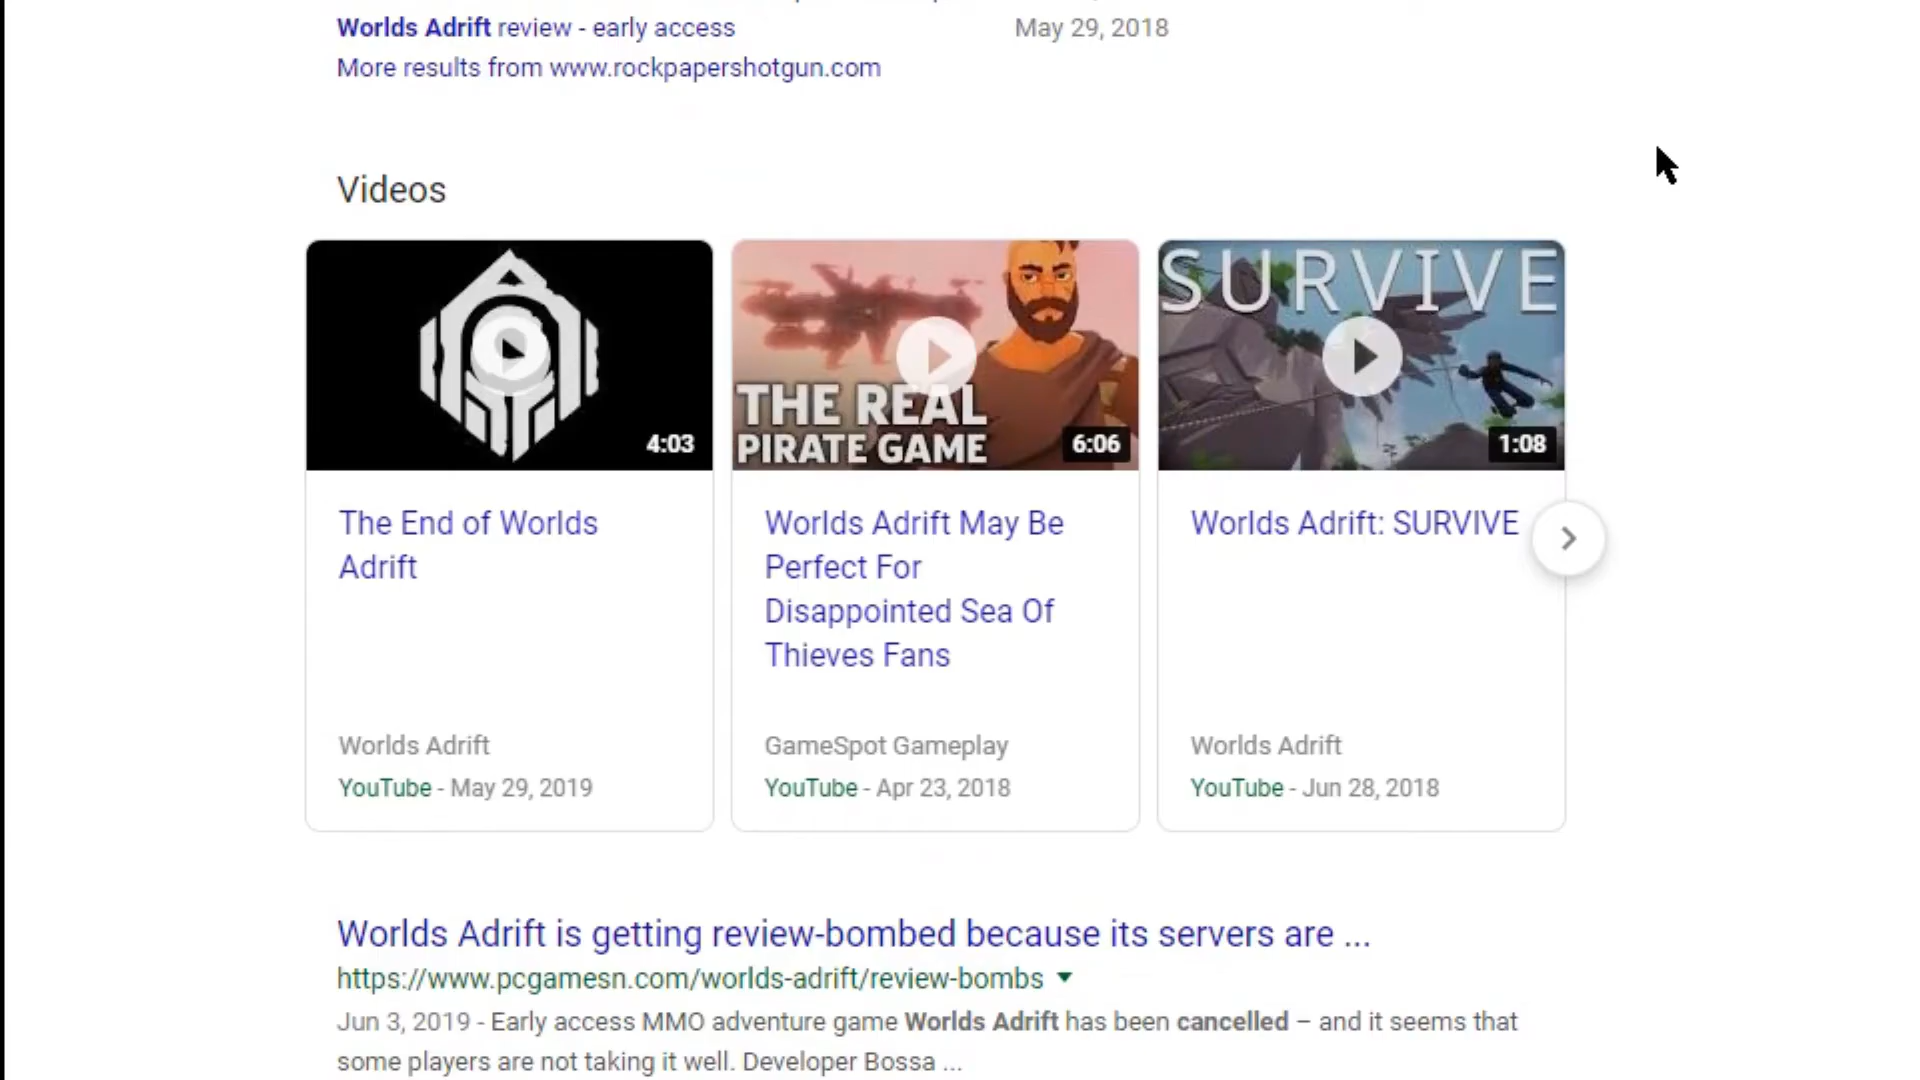 Worlds Adrift review - early access May 29, 2018
More results from www.rockpapershotgun.com
Videos
4:03
THE REAL
PIRATE GAME
6:06
SURVIVE
1:08
The End of Worlds
Adrift
Worlds Adrift
YouTube - May 29, 2019
Worlds Adrift May Be
Perfect For
Disappointed Sea Of
Thieves Fans
GameSpot Gameplay
YouTube - Apr 23, 2018
Worlds Adrift: SURVIVE
Worlds Adrift
YouTube - Jun 28, 2018
Worlds Adrift is getting review-bombed because its servers are ...
https://www.pcgamesn.com/worlds-adrift/review-bombs
Jun 3, 2019 - Early access MMO adventure game Worlds Adrift has been cancelled – and it seems that
some players are not taking it well. Developer Bossa ...